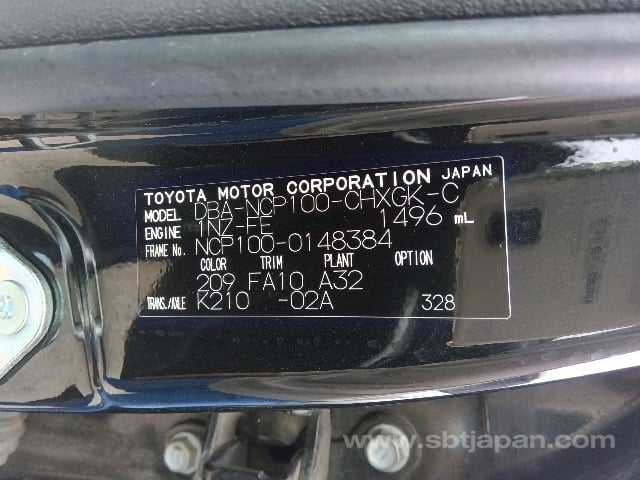 TOYOTA MOTOR CORPORATION JAPAN
MODEL DBA-NCP100-CHXGK-C
ENGINE 1NZ-FE 1496 mL
FRAME No. NCP100-0148384
COLOR TRIM PLANT OPTION
209 FA10 A32
TRANS./AXLE K210 -02A 328
www.sbtjapan.com